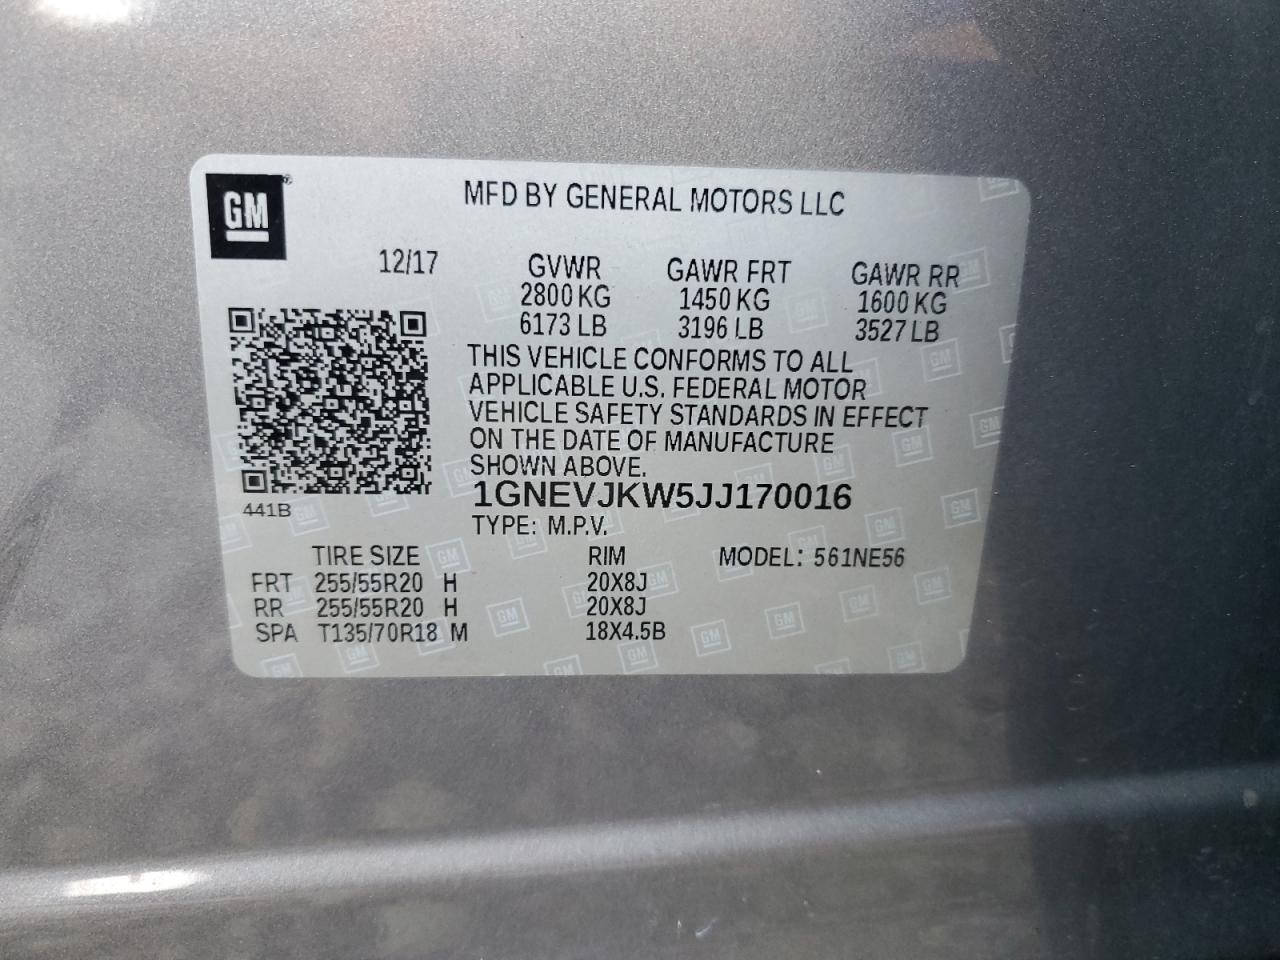 GM
MFD BY GENERAL MOTORS LLC
12/17
GVWR GAWR FRT GAWR RR
2800 KG 1450 KG 1600 KG
6173 LB 3196 LB 3527 LB
THIS VEHICLE CONFORMS TO ALL
APPLICABLE U.S. FEDERAL MOTOR
VEHICLE SAFETY STANDARDS IN EFFECT
ON THE DATE OF MANUFACTURE
SHOWN ABOVE.
1GNEVJKW5JJ170016
441B
TYPE: M.P.V.
TIRE SIZE RIM MODEL: 561NE56
FRT 255/55R20 H 20X8J
RR 255/55R20 H 20X8J
SPA T135/70R18 M 18X4.5B